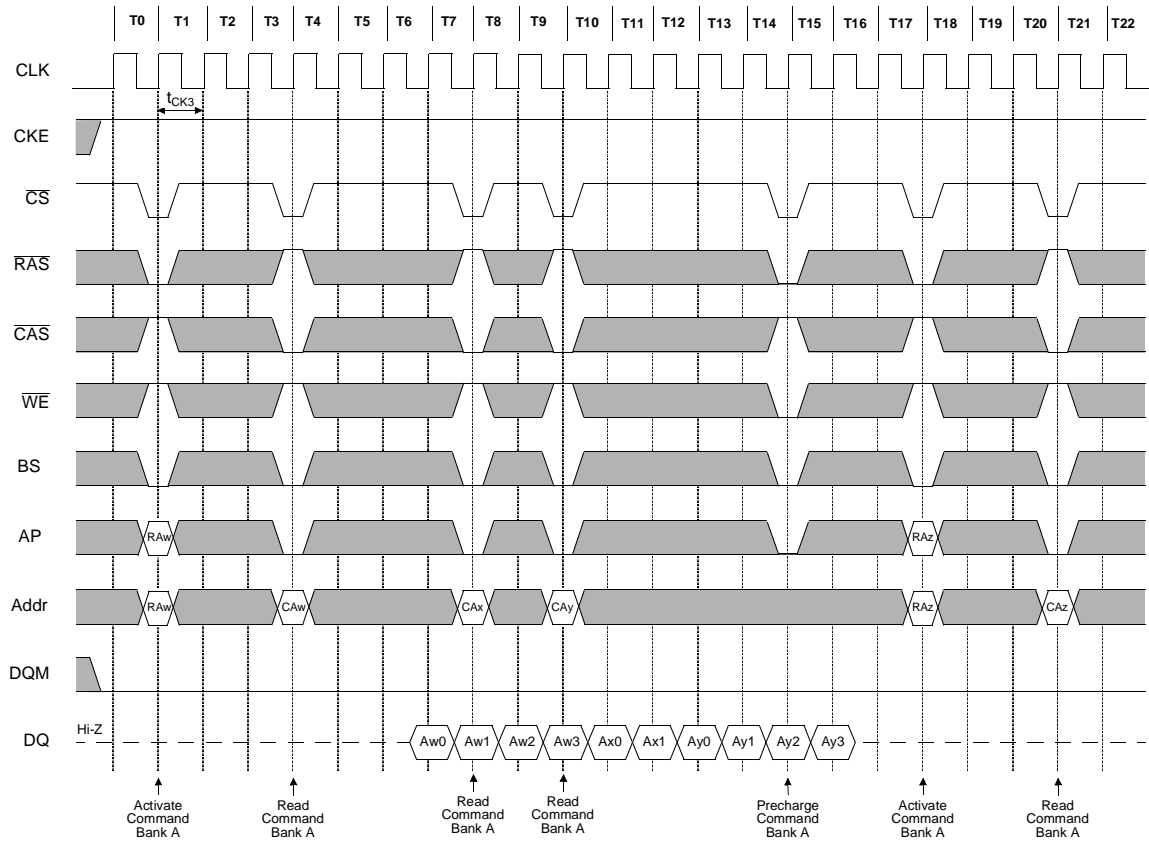 T0 T1 T2 T3 T4 T5 T6 T7 T8 T9 T10 T11 T12 T13 T14 T15 T16 T17 T18 T19 T20 T21 T22
CLK
tCK3
CKE
CS
RAS
CAS
WE
BS
AP RAw RAz
Addr RAw CAw CAx CAy RAz CAz
DQM
Hi-Z
DQ Aw0 Aw1 Aw2 Aw3 Ax0 Ax1 Ay0 Ay1 Ay2 Ay3
Activate
Command
Bank A
Read
Command
Bank A
Read
Command
Bank A
Read
Command
Bank A
Precharge
Command
Bank A
Activate
Command
Bank A
Read
Command
Bank A